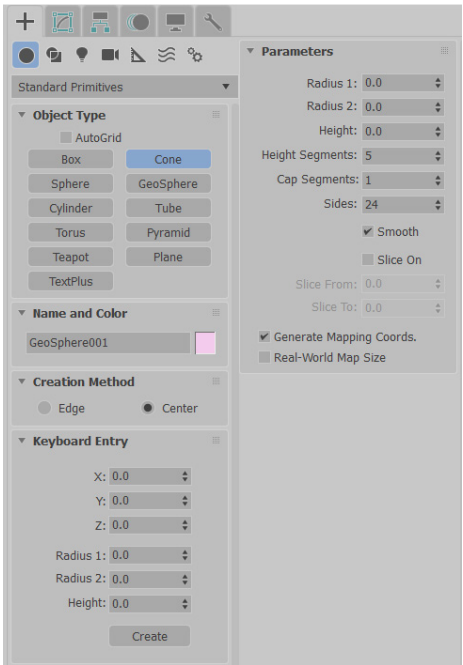 Standard Primitives
Object Type
AutoGrid
Box Cone
Sphere GeoSphere
Cylinder Tube
Torus Pyramid
Teapot Plane
TextPlus
Name and Color
GeoSphere001
Creation Method
Edge Center
Keyboard Entry
X: 0.0
Y: 0.0
Z: 0.0
Radius 1: 0.0
Radius 2: 0.0
Height: 0.0
Create
Parameters
Radius 1: 0.0
Radius 2: 0.0
Height: 0.0
Height Segments: 5
Cap Segments: 1
Sides: 24
Smooth
Slice On
Slice From: 0.0
Slice To: 0.0
Generate Mapping Coords.
Real-World Map Size